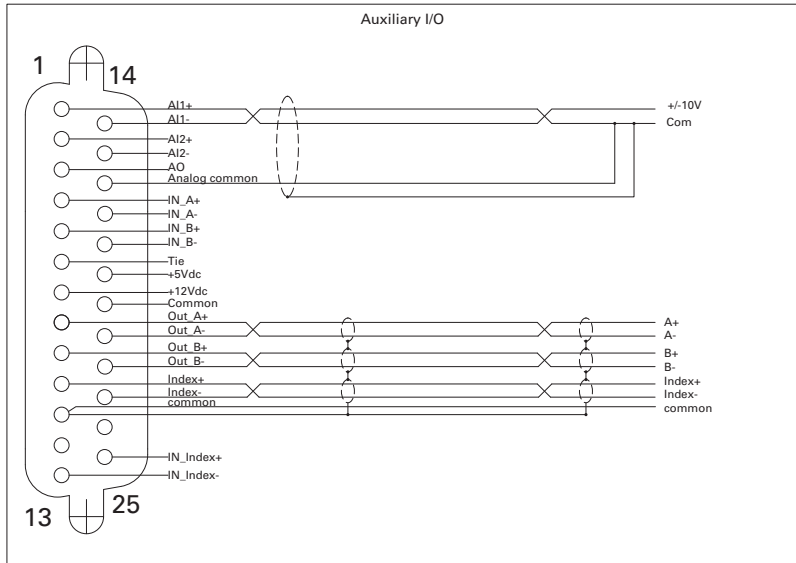 Auxiliary I/O
1
14
AI1+
AI1-
AI2+
AI2-
AO
Analog common
IN_A+
IN_A-
IN_B+
IN_B-
Tie
+5Vdc
+12Vdc
Common
Out_A+
Out_A-
Out_B+
Out_B-
Index+
Index-
common
IN_Index+
IN_Index-
13
25
+/-10V
Com
A+
A-
B+
B-
Index+
Index-
common